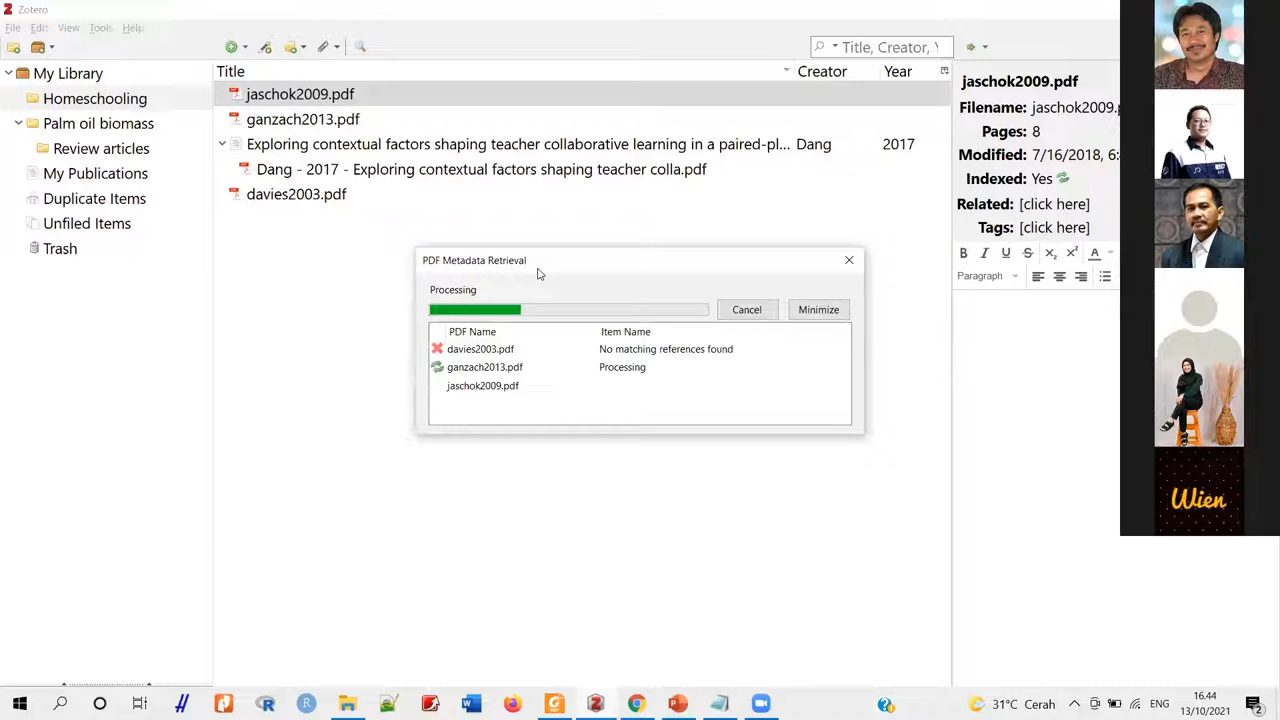 Zotero
File Edit View Tools Help
Title, Creator, Y
My Library
Homeschooling
Palm oil biomass
Review articles
My Publications
Duplicate Items
Unfiled Items
Trash
Title Creator Year
jaschok2009.pdf
ganzach2013.pdf
Exploring contextual factors shaping teacher collaborative learning in a paired-pl... Dang 2017
Dang - 2017 - Exploring contextual factors shaping teacher colla.pdf
davies2003.pdf
PDF Metadata Retrieval
Processing
Cancel Minimize
PDF Name Item Name
davies2003.pdf No matching references found
ganzach2013.pdf Processing
jaschok2009.pdf
jaschok2009.pdf
Filename: jaschok2009.
Pages: 8
Modified: 7/16/2018, 6:
Indexed: Yes
Related: [click here]
Tags: [click here]
B I U S X2 X2 A
Paragraph
Wien
31°C Cerah ENG 16.44
13/10/2021
2